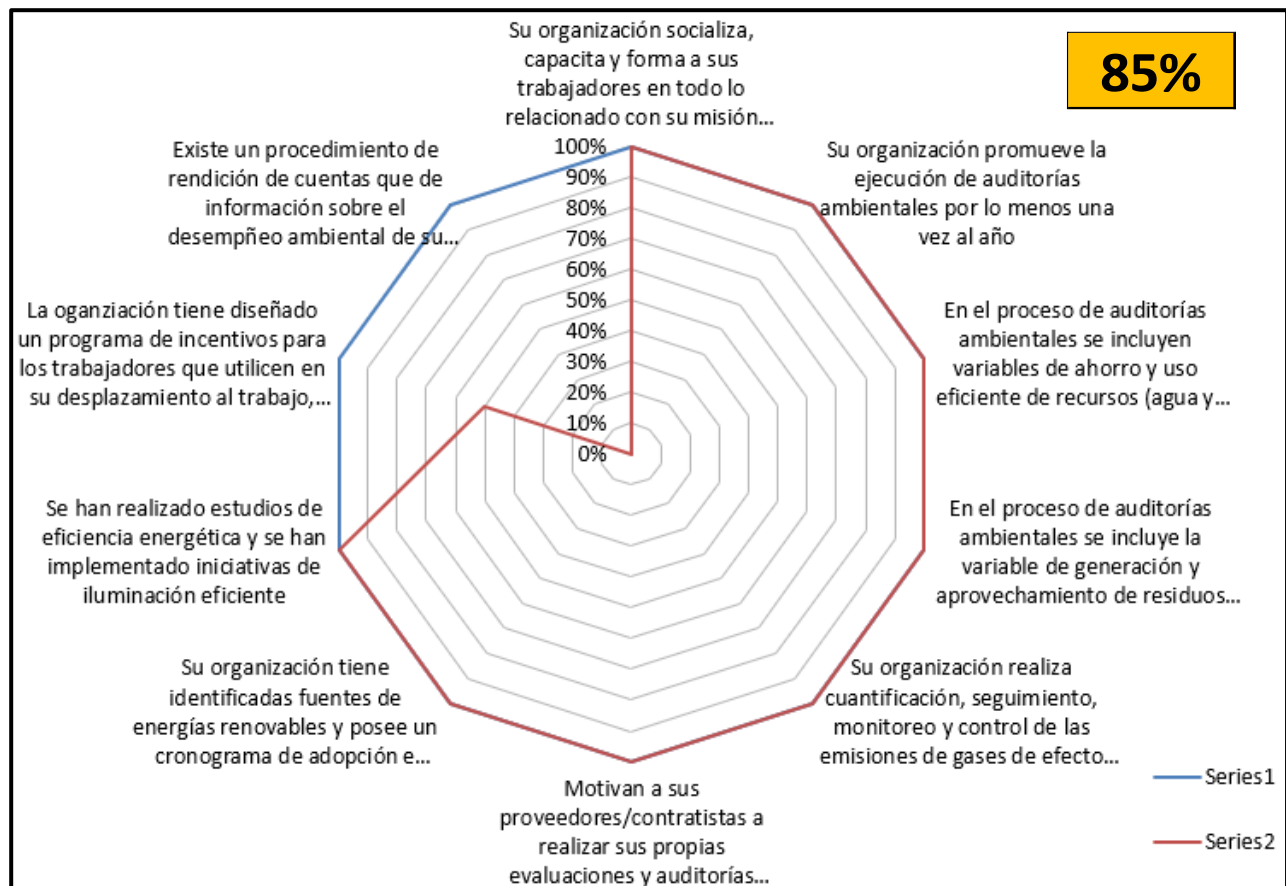 Su organización socializa,
capacita y forma a sus
trabajadores en todo lo
relacionado con su misión...
85%
Su organización promueve la
ejecución de auditorías
ambientales por lo menos una
vez al año
En el proceso de auditorías
ambientales se incluyen
variables de ahorro y uso
eficiente de recursos (agua y...
En el proceso de auditorías
ambientales se incluye la
variable de generación y
aprovechamiento de residuos...
Su organización realiza
cuantificación, seguimiento,
monitoreo y control de las
emisiones de gases de efecto...
Motivan a sus
proveedores/contratistas a
realizar sus propias
evaluaciones y auditorías...
Su organización tiene
identificadas fuentes de
energías renovables y posee un
cronograma de adopción e...
Se han realizado estudios de
eficiencia energética y se han
implementado iniciativas de
iluminación eficiente
La oganziación tiene diseñado
un programa de incentivos para
los trabajadores que utilicen en
su desplazamiento al trabajo,...
Existe un procedimiento de
rendición de cuentas que de
información sobre el
desempñeo ambiental de su...
100%
90%
80%
70%
60%
50%
40%
30%
20%
10%
0%
Series1
Series2